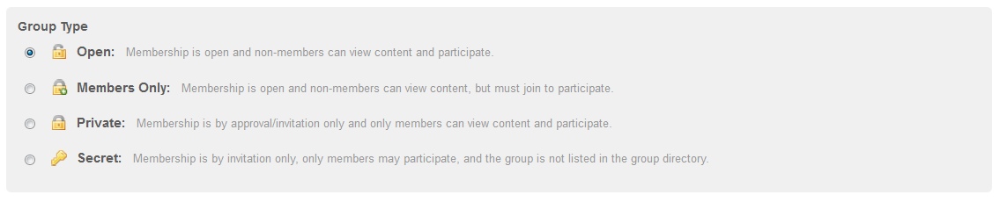 Group Type
Open: Membership is open and non-members can view content and participate.
Members Only: Membership is open and non-members can view content, but must join to participate.
Private: Membership is by approval/invitation only and only members can view content and participate.
Secret: Membership is by invitation only, only members may participate, and the group is not listed in the group directory.